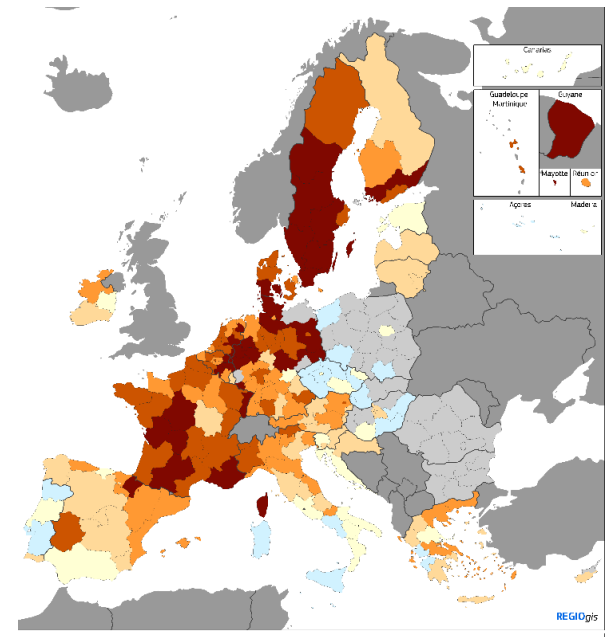 Canarias
Guadeloupe
Martinique
Guyane
Mayotte
Réunion
Açores
Madeira
REGIOgis